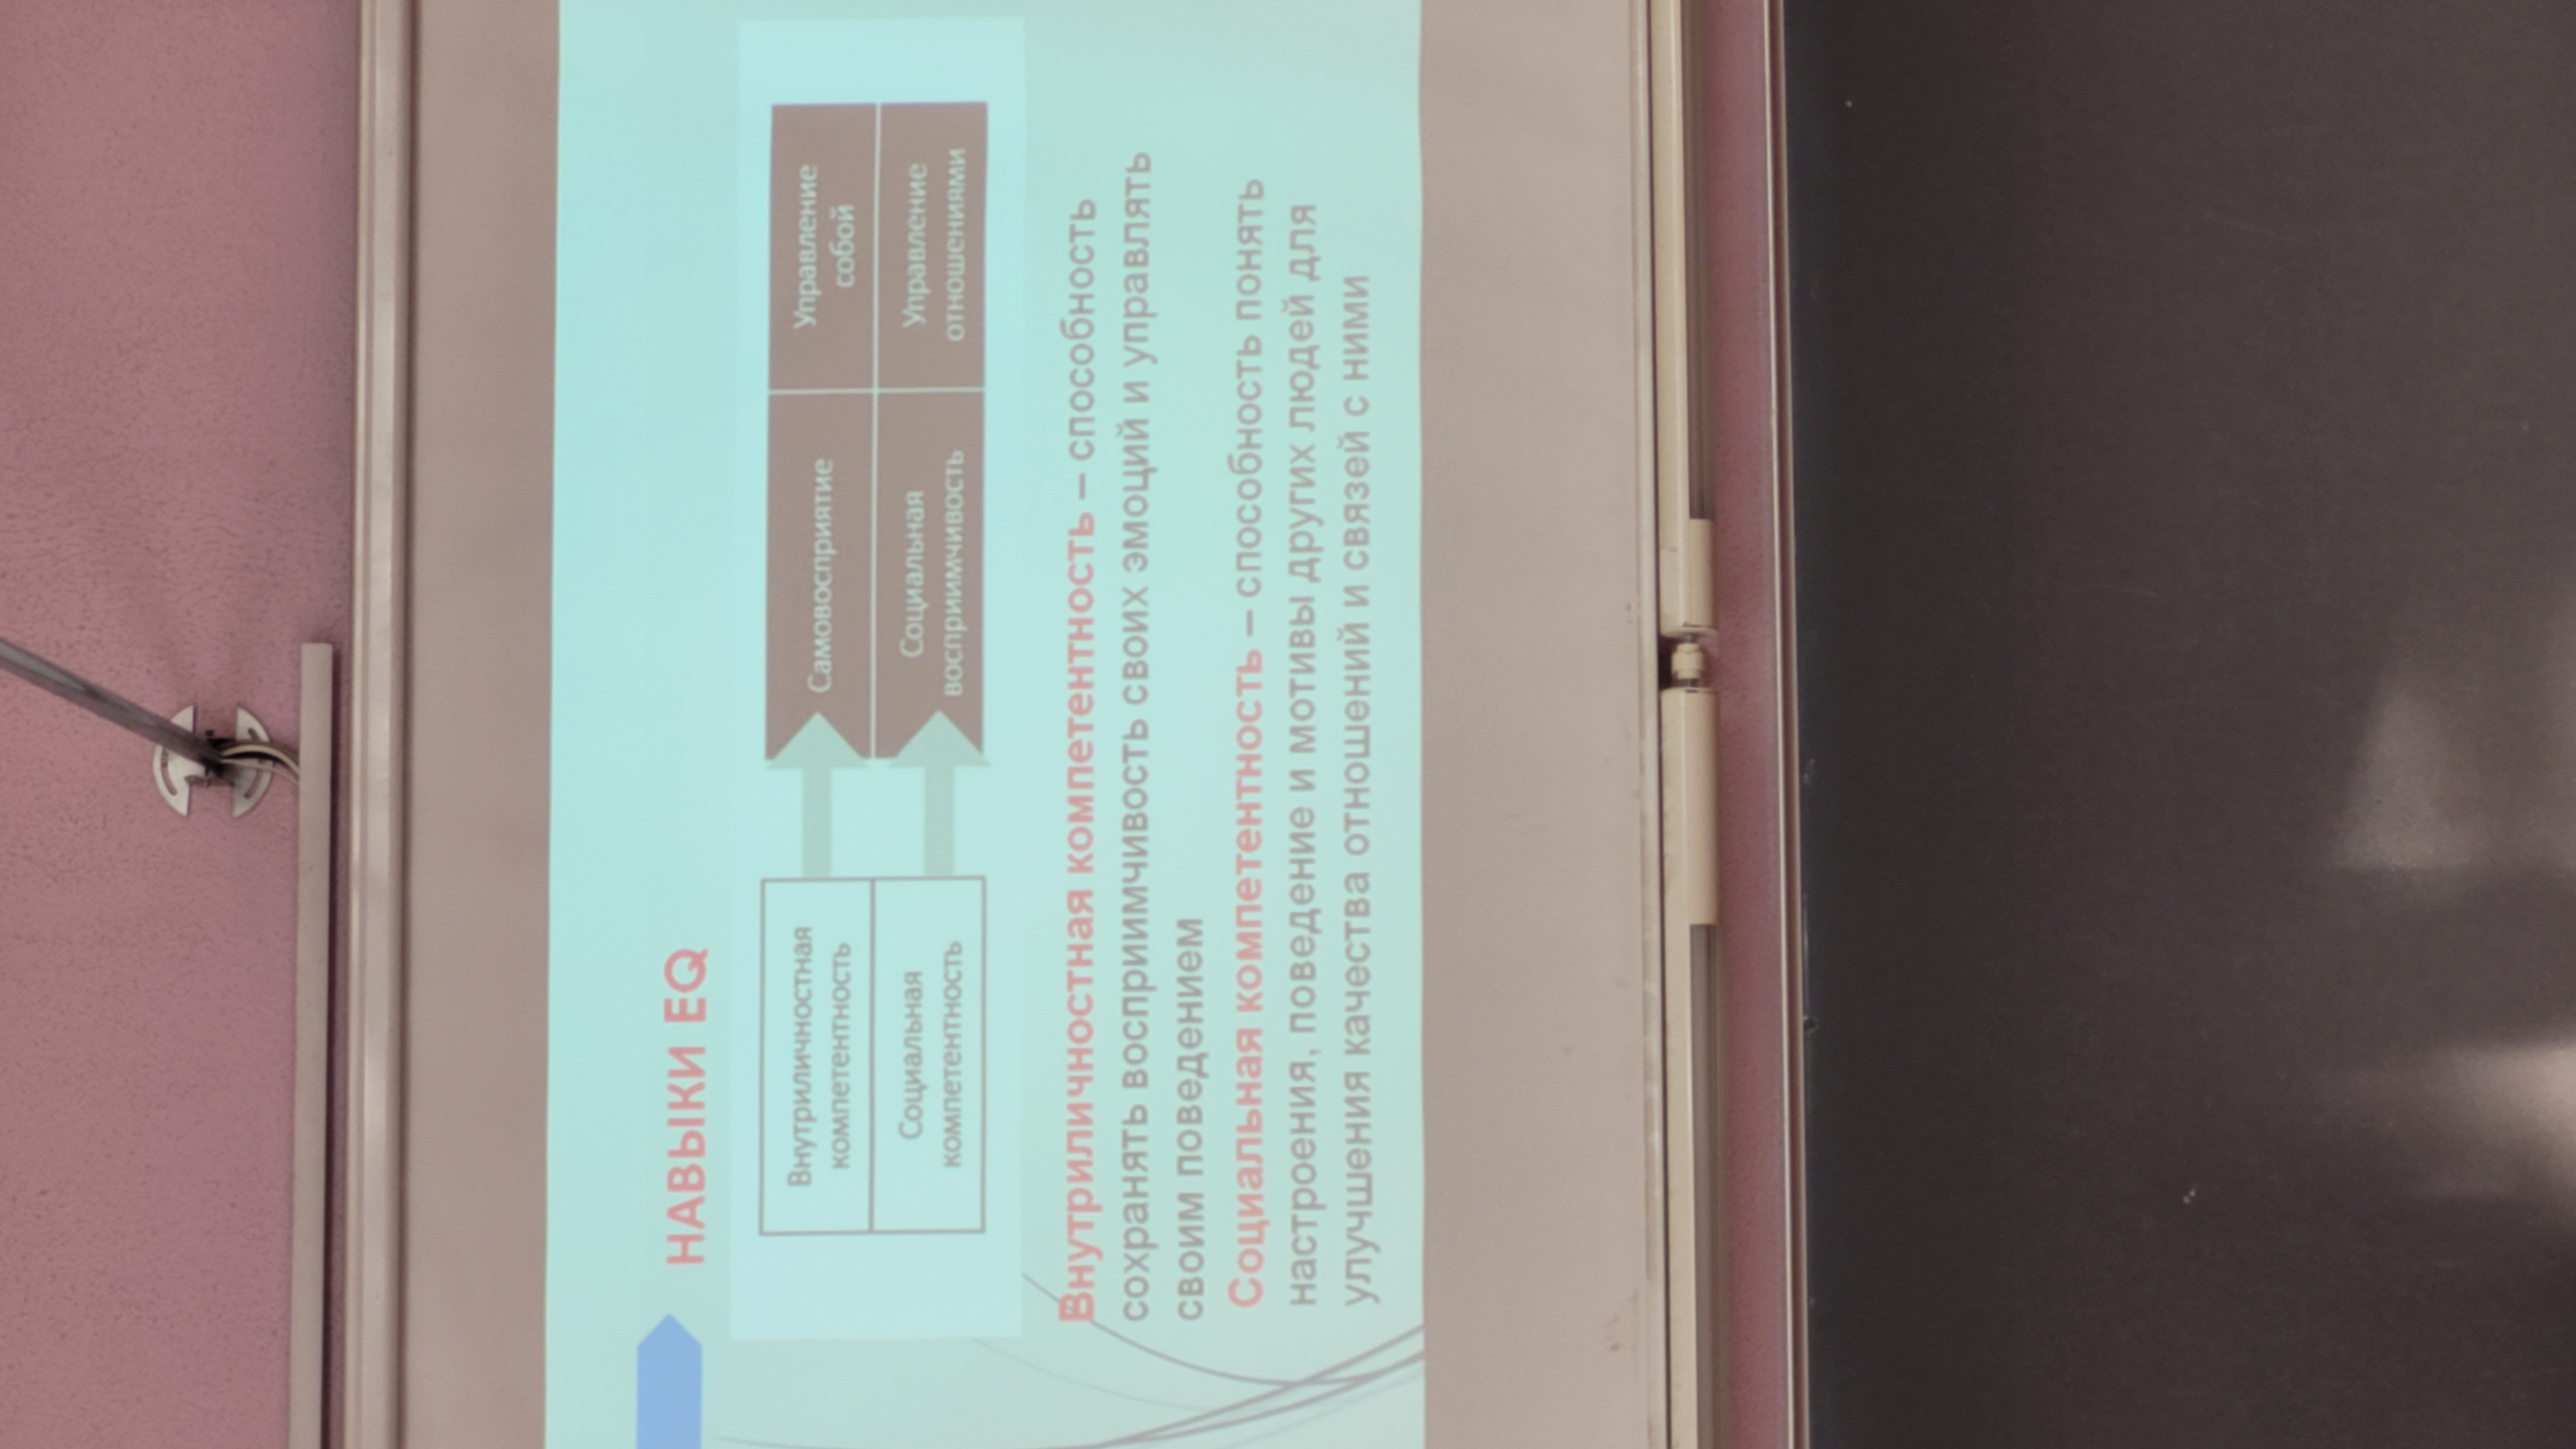 НАВЫКИ EQ
Внутриличностная
компетентность
Самовосприятие
Управление
собой
Социальная
компетентность
Социальная
восприимчивость
Управление
отношениями
Внутриличностная компетентность – способность
сохранять восприимчивость своих эмоций и управлять
своим поведением
Социальная компетентность – способность понять
настроения, поведение и мотивы других людей для
улучшения качества отношений и связей с ними